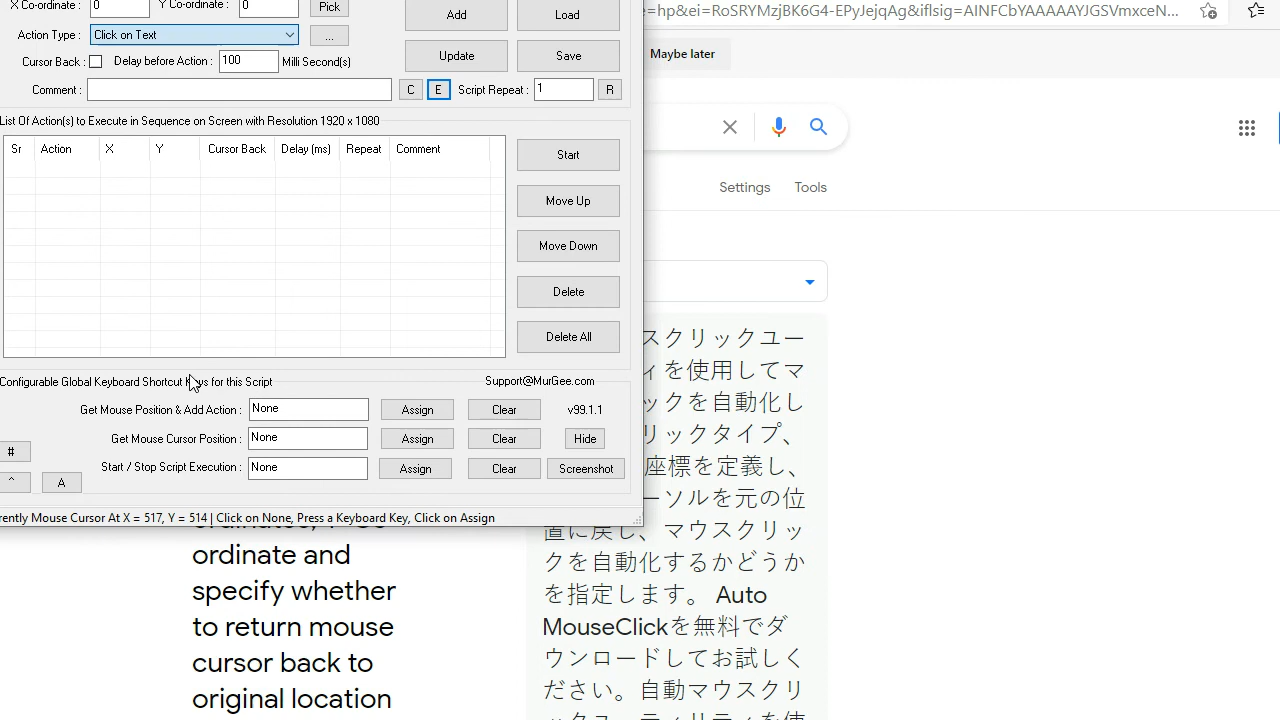 X Co-ordinate : 0 Y Co-ordinate : 0 Pick
Add Load
Action Type : Click on Text ...
Cursor Back : Delay before Action : 100 Milli Second(s)
Update Save
Comment : C E Script Repeat : 1 R
List Of Action(s) to Execute in Sequence on Screen with Resolution 1920 x 1080
Sr Action X Y Cursor Back Delay (ms) Repeat Comment
Start
Move Up
Move Down
Delete
Delete All
Configurable Global Keyboard Shortcut Keys for this Script
Support@MurGee.com
Get Mouse Position & Add Action : None Assign Clear v99.1.1
Get Mouse Cursor Position : None Assign Clear Hide
#
Start / Stop Script Execution : None Assign Clear Screenshot
^ A
rently Mouse Cursor At X = 517, Y = 514 | Click on None, Press a Keyboard Key, Click on Assign
=hp&ei=RoSRYMzjBK6G4-EPyJejqAg&iflsig=AINFCbYAAAAAYJGSVmxceN...
Maybe later
Settings Tools
スクリックユー
ィを使用してマ
ックを自動化し
リックタイプ、
座標を定義し、
ーソルを元の位
置に戻し、マウスクリッ
クを自動化するかどうか
を指定します。 Auto
MouseClickを無料でダ
ウンロードしてお試しく
ださい。自動マウスクリ
ックユーティリティを使
ordinate and
specify whether
to return mouse
cursor back to
original location